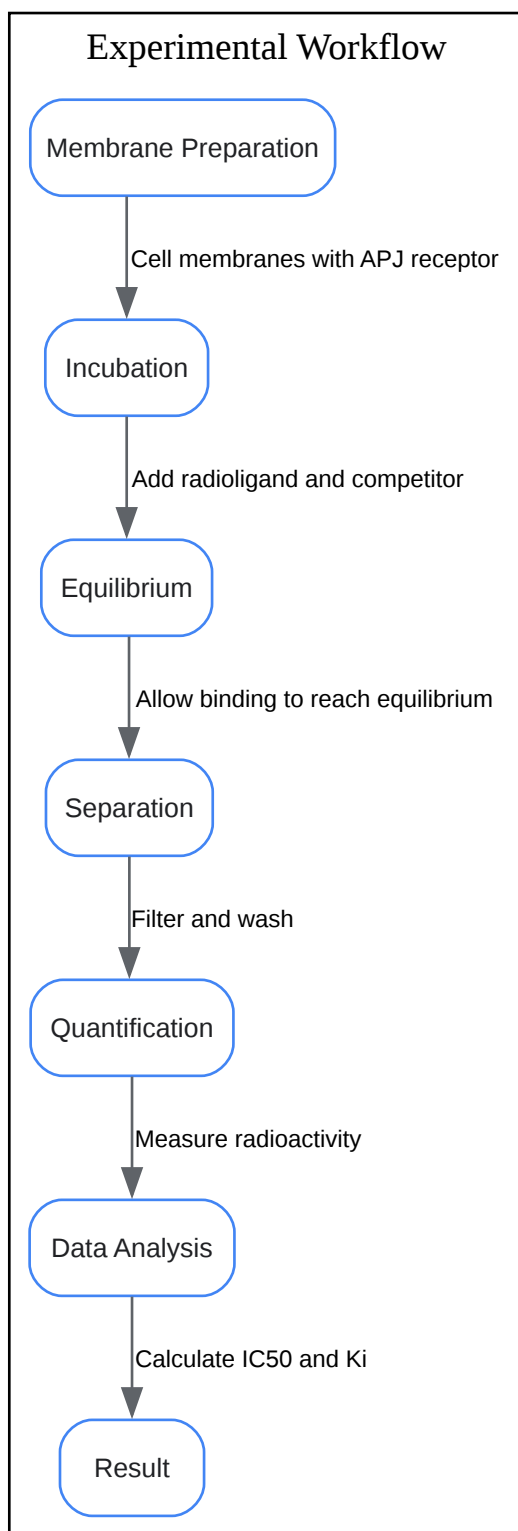 Experimental Workflow
Membrane Preparation
Cell membranes with APJ receptor
Incubation
Add radioligand and competitor
Equilibrium
Allow binding to reach equilibrium
Separation
Filter and wash
Quantification
Measure radioactivity
Data Analysis
Calculate IC50 and Ki
Result